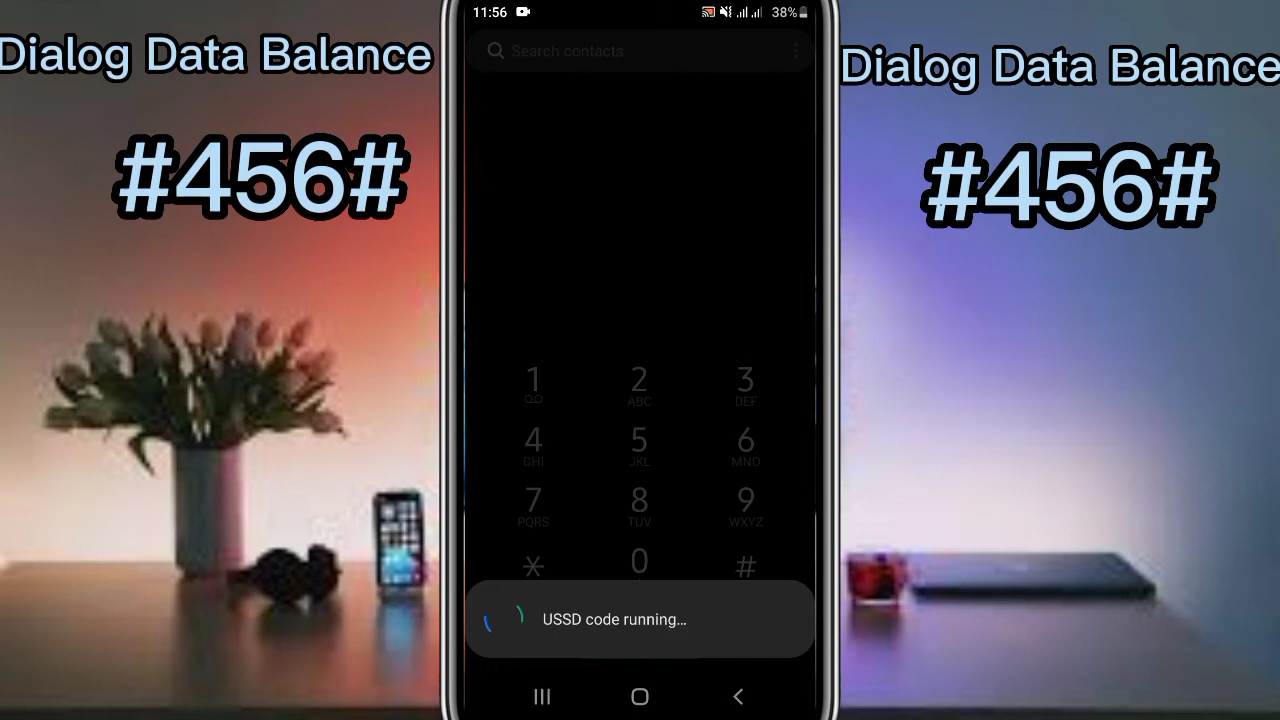 Dialog Data Balance
#456#
11:56
38%
Search contacts
1
2
ABC
3
DEF
4
GHI
5
JKL
6
MNO
7
PQRS
8
TUV
9
WXYZ
*
0
#
USSD code running...
Dialog Data Balance
#456#